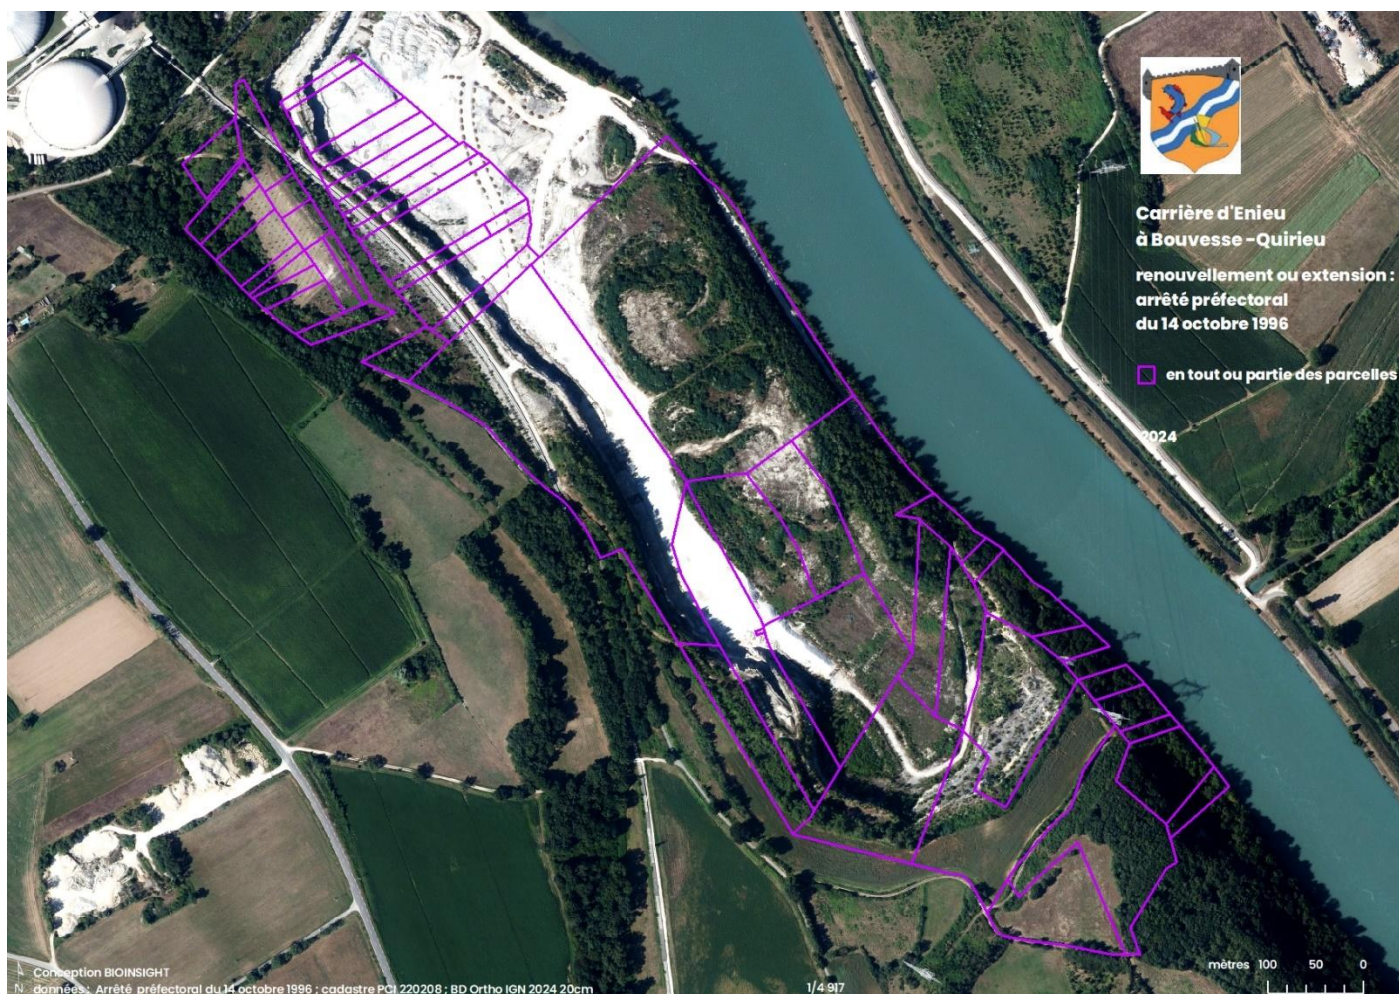 Carrière d'Enieu
à Bouvesse -Quirieu
renouvellement ou extension :
arrêté préfectoral
du 14 octobre 1996
en tout ou partie des parcelles
2024
Conception BIOINSIGHT
N données : Arrêté préfectoral du 14 octobre 1996 ; cadastre PCI 220208 ; BD Ortho IGN 2024 20cm
1/4 917
mètres 100 50 0